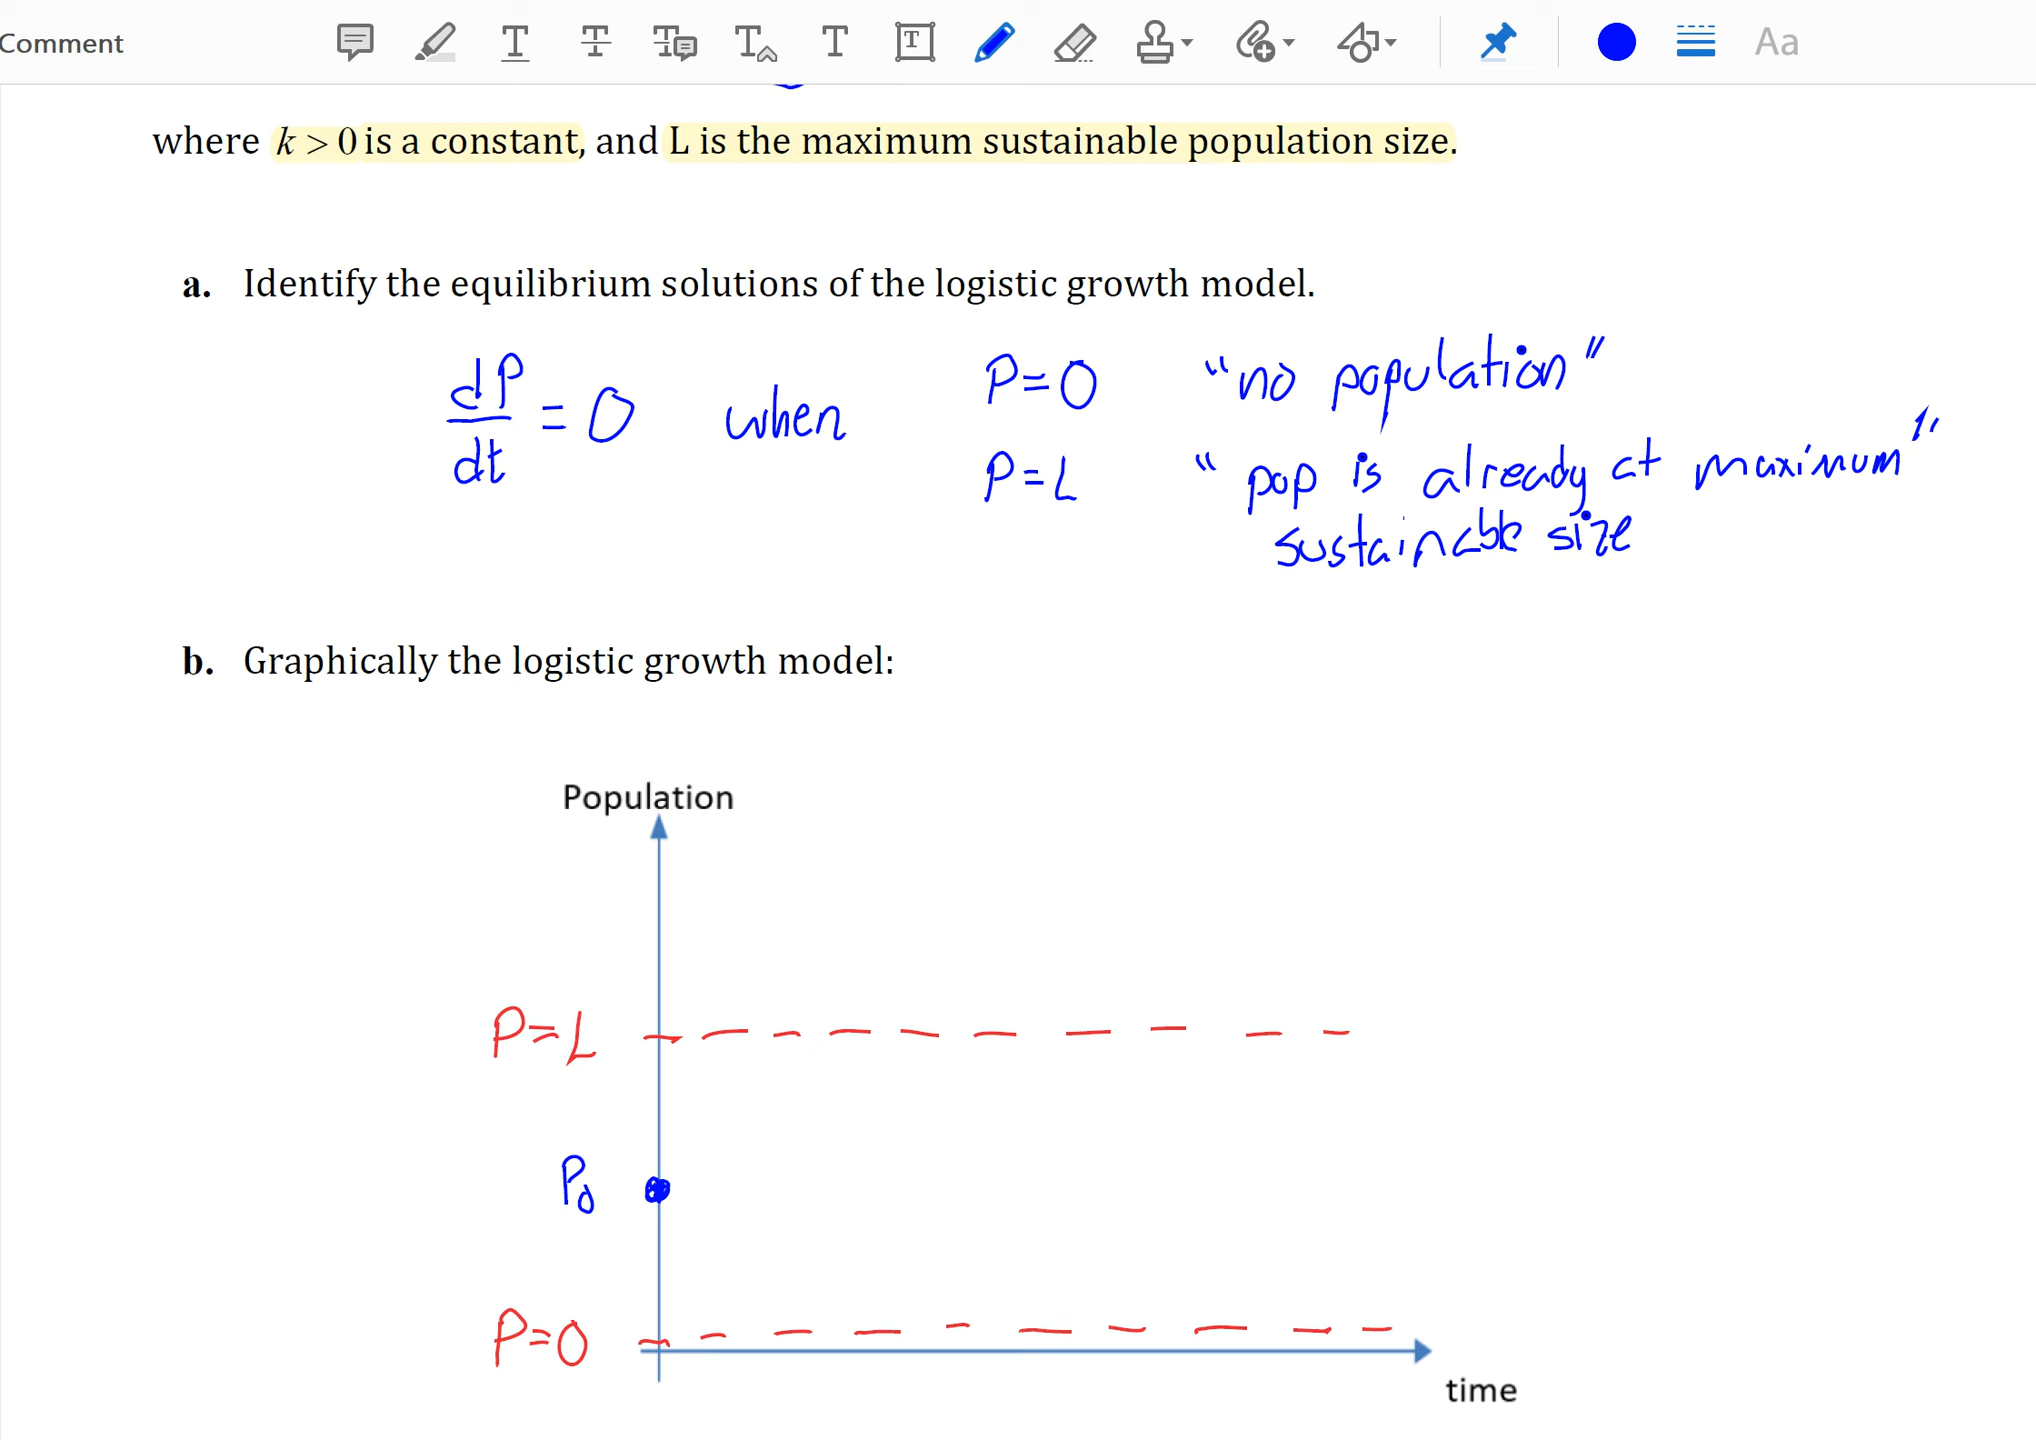 Comment T T T T T T Aa
where k > 0 is a constant, and L is the maximum sustainable population size.
a. Identify the equilibrium solutions of the logistic growth model.
dP/dt = 0 when
P=0 "no population"
P=L "pop is already at maximum"
sustainable size
b. Graphically the logistic growth model:
Population
P=L
P₀
P=0
time